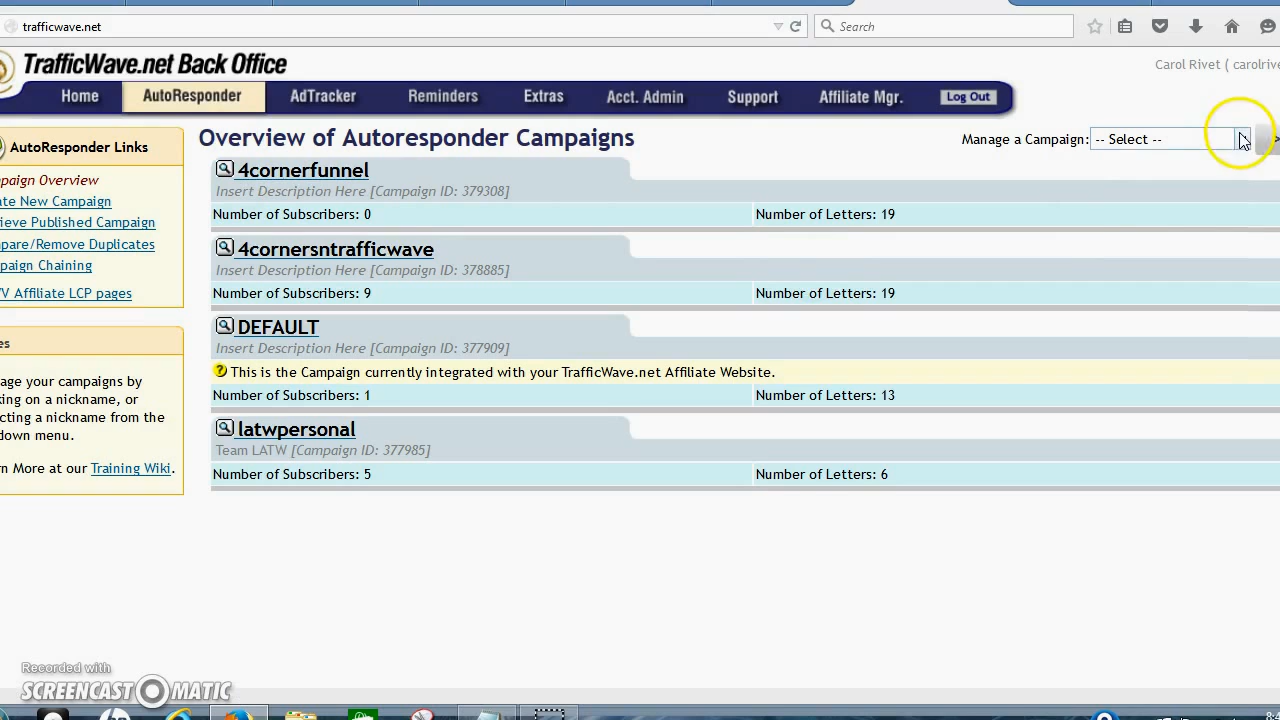 trafficwave.net
Search
TrafficWave.net Back Office
Carol Rivet ( carolrive
Home AutoResponder AdTracker Reminders Extras Acct. Admin Support Affiliate Mgr. Log Out
AutoResponder Links
paign Overview
ate New Campaign
ieve Published Campaign
pare/Remove Duplicates
paign Chaining
V Affiliate LCP pages
es
age your campaigns by
king on a nickname, or
cting a nickname from the
down menu.
rn More at our Training Wiki.
Overview of Autoresponder Campaigns
Manage a Campaign: -- Select --
4cornerfunnel
Insert Description Here [Campaign ID: 379308]
Number of Subscribers: 0 Number of Letters: 19
4cornersntrafficwave
Insert Description Here [Campaign ID: 378885]
Number of Subscribers: 9 Number of Letters: 19
DEFAULT
Insert Description Here [Campaign ID: 377909]
? This is the Campaign currently integrated with your TrafficWave.net Affiliate Website.
Number of Subscribers: 1 Number of Letters: 13
latwpersonal
Team LATW [Campaign ID: 377985]
Number of Subscribers: 5 Number of Letters: 6
Recorded with
SCREENCAST O MATIC